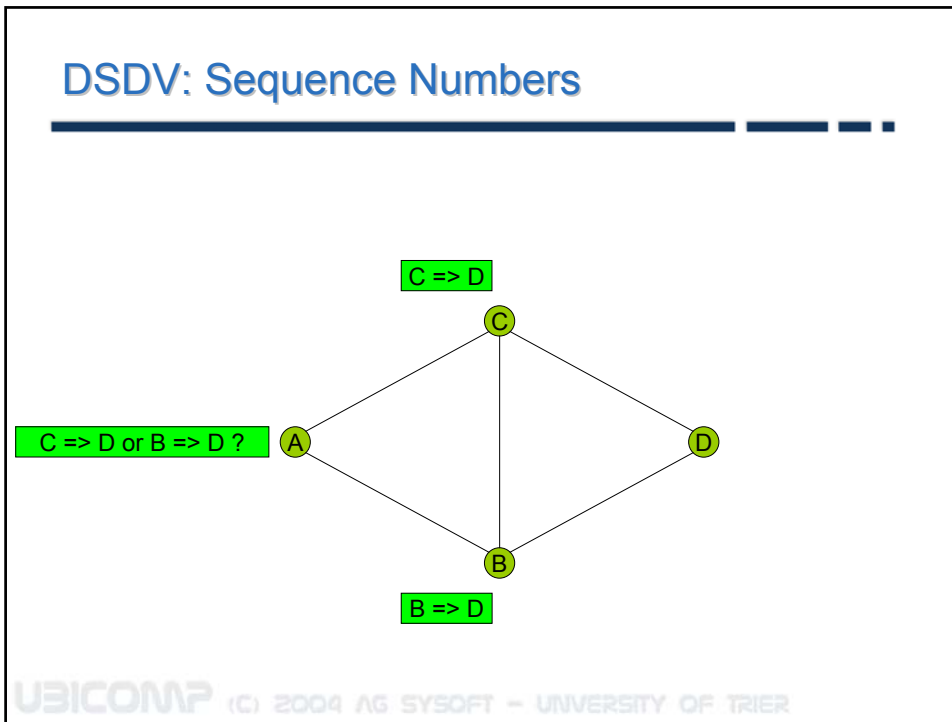 DSDV: Sequence Numbers
C => D
C
C => D or B => D ?
A
D
B
B => D
UBICOMP (C) 2004 AG SYSOFT - UNIVERSITY OF TRIER